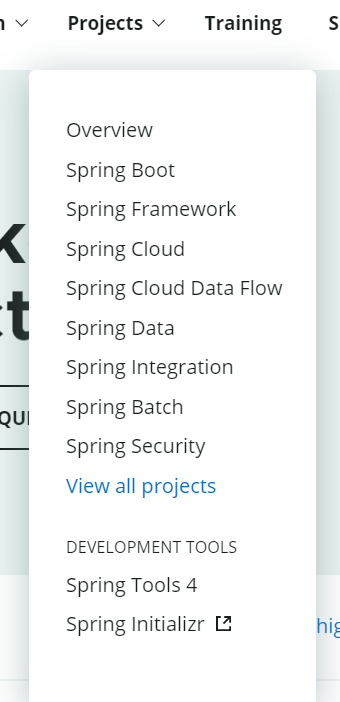 Projects
Training
Overview
Spring Boot
Spring Framework
Spring Cloud
Spring Cloud Data Flow
Spring Data
Spring Integration
Spring Batch
Spring Security
View all projects
DEVELOPMENT TOOLS
Spring Tools 4
Spring Initializr